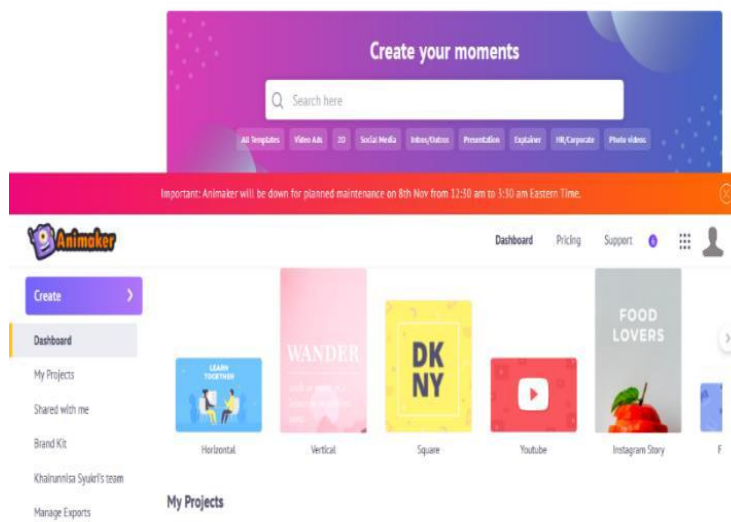 Create your moments
Search here
All Templates Video Ads 2D Social Media Intros/Outros Presentation Explainer HR/Corporate Photo videos
Important: Animaker will be down for planned maintenance on 8th Nov from 12:30 am to 3:30 am Eastern Time.
Animaker
Dashboard Pricing Support 6
Create
Dashboard
My Projects
Shared with me
Brand Kit
Khairunnisa Syukri's team
Manage Exports
LEARN
TOGETHER
WANDER
DK
NY
FOOD
LOVERS
Horizontal Vertical Square Youtube Instagram Story F
My Projects